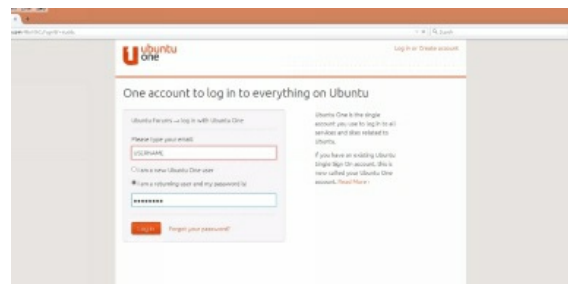 Search
ubuntu
one
Log in or Create account
One account to log in to everything on Ubuntu
Ubuntu Forums → log in with Ubuntu One
Please type your email:
USERNAME
I am a new Ubuntu One user
I am a returning user and my password is:
Log in
Forgot your password?
Ubuntu One is the single
account you use to log in to all
services and sites related to
Ubuntu.
If you have an existing Ubuntu
Single Sign On account, this is
now called your Ubuntu One
account. Read More ›